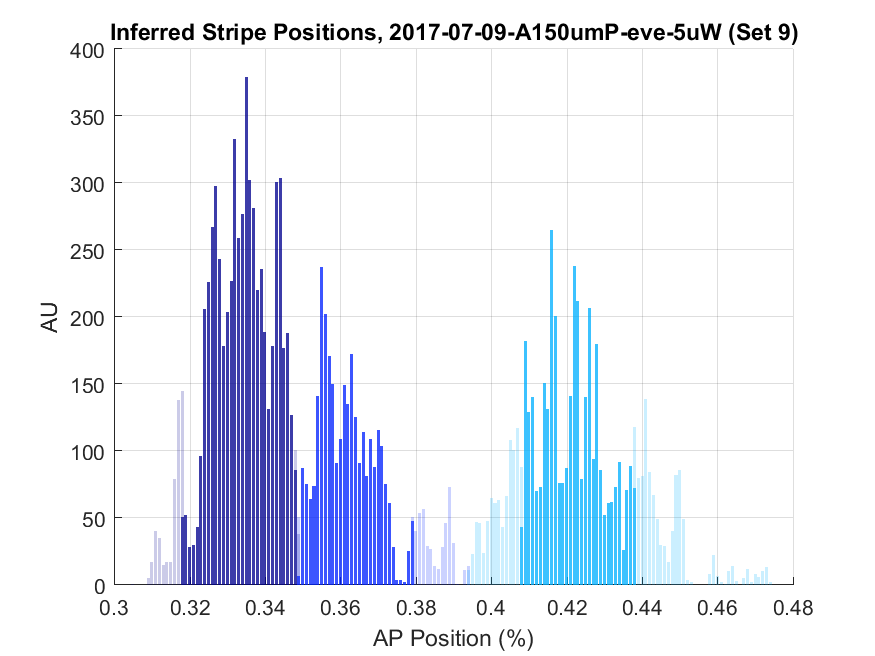 Inferred Stripe Positions, 2017-07-09-A150umP-eve-5uW (Set 9)
400
350
300
250
200
150
100
50
0
AU
0.3 0.32 0.34 0.36 0.38 0.4 0.42 0.44 0.46 0.48
AP Position (%)